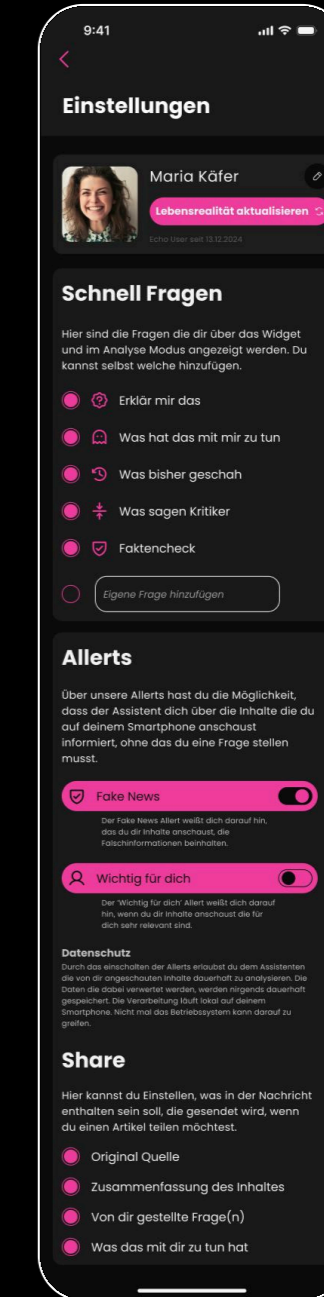 9:41
Einstellungen
Maria Käfer
Lebensrealität aktualisieren
Echo User seit 13.12.2024
Schnell Fragen
Hier sind die Fragen die dir über das Widget
und im Analyse Modus angezeigt werden. Du
kannst selbst welche hinzufügen.
Erklär mir das
Was hat das mit mir zu tun
Was bisher geschah
Was sagen Kritiker
Faktencheck
Eigene Frage hinzufügen
Allerts
Über unsere Allerts hast du die Möglichkeit,
dass der Assistent dich über die Inhalte die du
auf deinem Smartphone anschaust
informiert, ohne das du eine Frage stellen
musst.
Fake News
Der Fake News Allert weißt dich darauf hin,
das du dir Inhalte anschaust, die
Falschinformationen beinhalten.
Wichtig für dich
Der 'Wichtig für dich' Allert weißt dich darauf
hin, wenn du dir Inhalte anschaust die für
dich sehr relevant sind.
Datenschutz
Durch das einschalten der Allerts erlaubst du dem Assistenten
die von dir angeschauten Inhalte dauerhaft zu analysieren. Die
Daten die dabei verwertet werden, werden nirgends dauerhaft
gespeichert. Die Verarbeitung läuft lokal auf deinem
Smartphone. Nicht mal das Betriebssystem kann darauf zu
greifen.
Share
Hier kannst du Einstellen, was in der Nachricht
enthalten sein soll, die gesendet wird, wenn
du einen Artikel teilen möchtest.
Original Quelle
Zusammenfassung des Inhaltes
Von dir gestellte Frage(n)
Was das mit dir zu tun hat